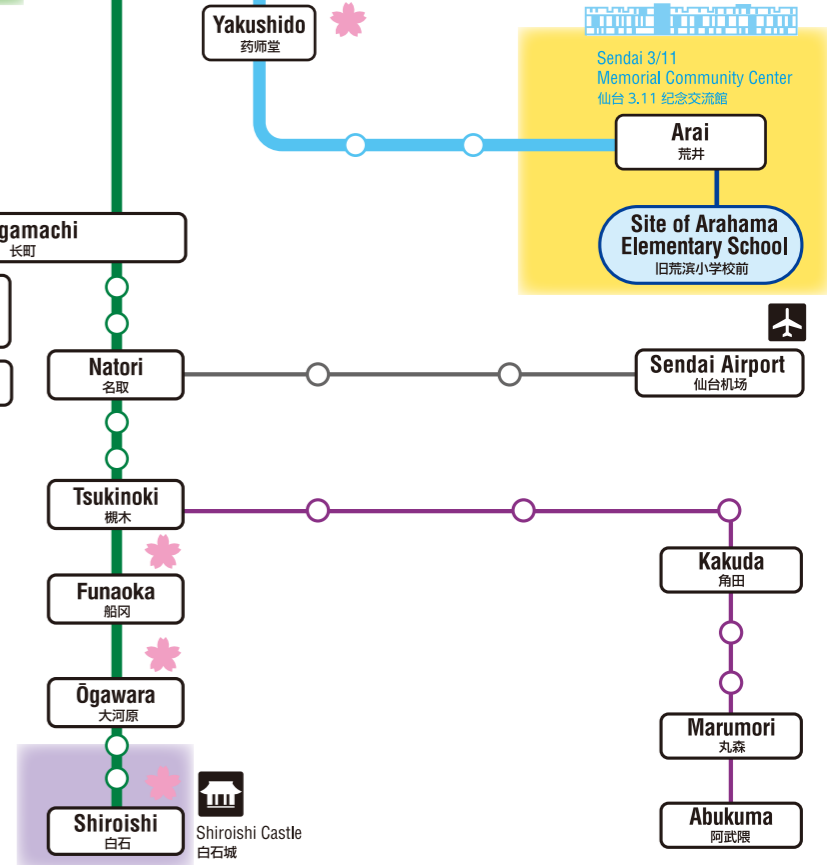 Yakushido
药师堂
Sendai 3/11
Memorial Community Center
仙台 3.11 纪念交流館
Arai
荒井
gamachi
长町
Site of Arahama
Elementary School
旧荒滨小学校前
Natori
名取
Sendai Airport
仙台机场
Tsukinoki
槻木
Funaoka
船冈
Kakuda
角田
Ōgawara
大河原
Marumori
丸森
Shiroishi
白石
Shiroishi Castle
白石城
Abukuma
阿武隈